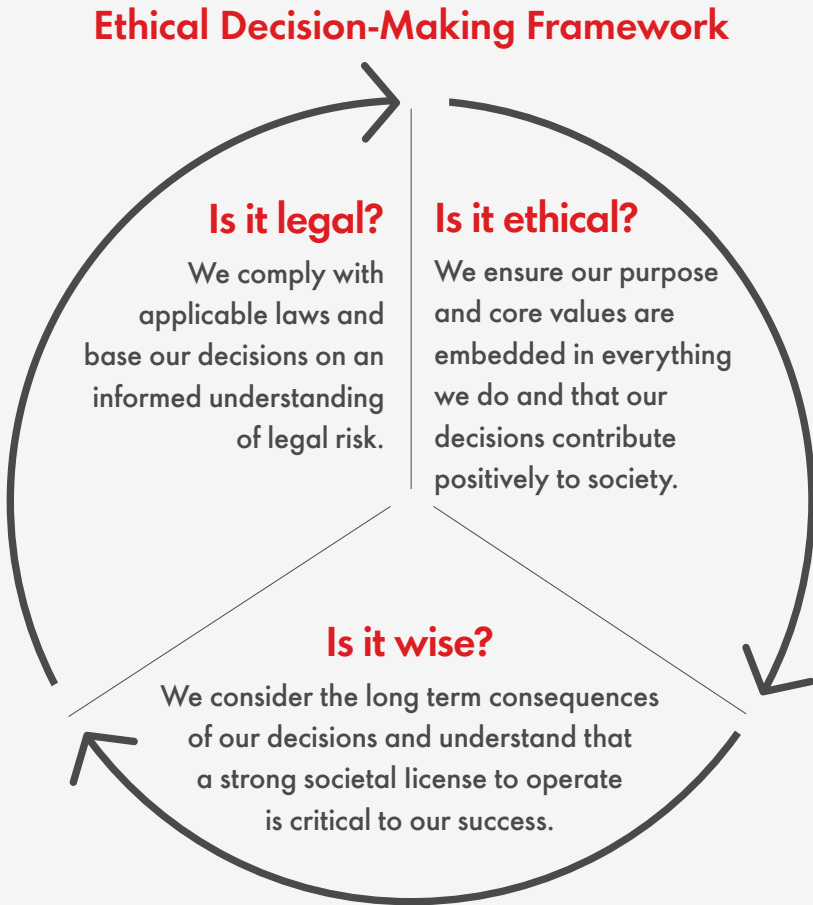 Ethical Decision-Making Framework
Is it legal?
We comply with
applicable laws and
base our decisions on an
informed understanding
of legal risk.
Is it ethical?
We ensure our purpose
and core values are
embedded in everything
we do and that our
decisions contribute
positively to society.
Is it wise?
We consider the long term consequences
of our decisions and understand that
a strong societal license to operate
is critical to our success.